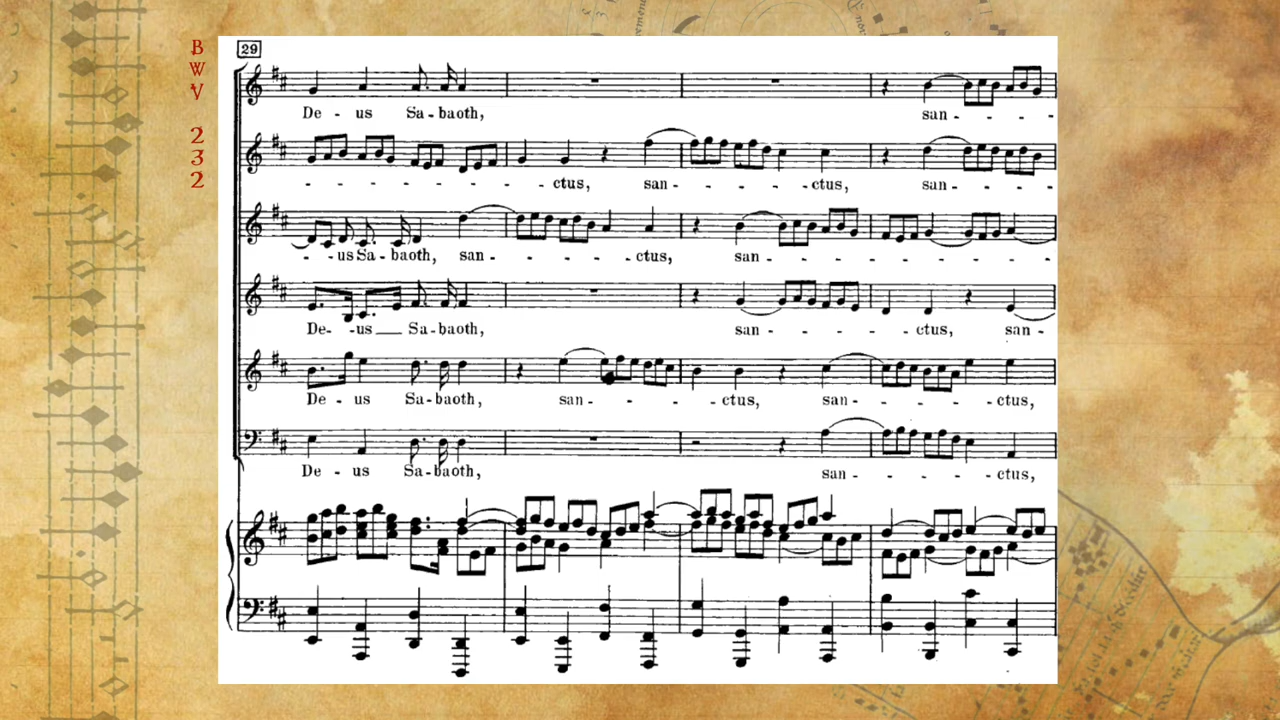 BWV 232
29
De - us Sa - baoth, san - - - -
- - - - - - - ctus, san - - - - ctus, san - - - -
- - us Sa - baoth, san - - - - - ctus, san - - - - - - - - -
De - - us Sa - baoth, san - - - - - ctus, san -
De - us Sa - baoth, san - - - - ctus, san - - - - - ctus,
De - us Sa - baoth, san - - - - - ctus,